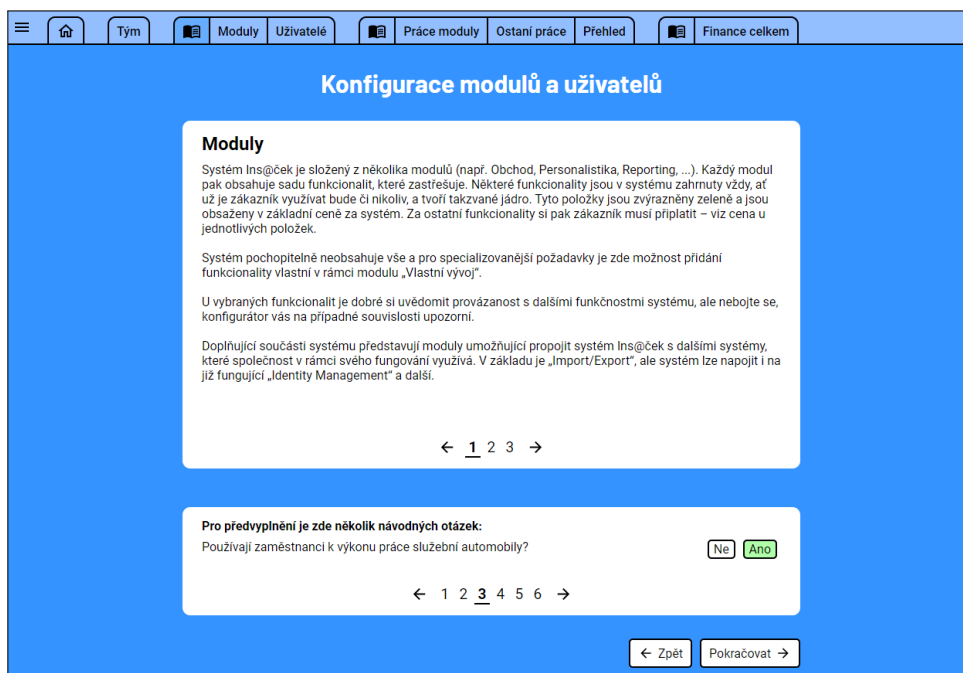 Tým
Moduly
Uživatelé
Práce moduly
Ostaní práce
Přehled
Finance celkem
Konfigurace modulů a uživatelů
Moduly
Systém Ins@ček je složený z několika modulů (např. Obchod, Personalistika, Reporting, ...). Každý modul
pak obsahuje sadu funkcionalit, které zastřešuje. Některé funkcionality jsou v systému zahrnuty vždy, ať
už je zákazník využívat bude či nikoliv, a tvoří takzvané jádro. Tyto položky jsou zvýrazněny zeleně a jsou
obsaženy v základní ceně za systém. Za ostatní funkcionality si pak zákazník musí připlatit – viz cena u
jednotlivých položek.
Systém pochopitelně neobsahuje vše a pro specializovanější požadavky je zde možnost přidání
funkcionality vlastní v rámci modulu „Vlastní vývoj“.
U vybraných funkcionalit je dobré si uvědomit provázanost s dalšími funkčnostmi systému, ale nebojte se,
konfigurátor vás na případné souvislosti upozorní.
Doplňující součásti systému představují moduly umožňující propojit systém Ins@ček s dalšími systémy,
které společnost v rámci svého fungování využívá. V základu je „Import/Export“, ale systém lze napojit i na
již fungující „Identity Management“ a další.
← 1 2 3 →
Pro předvyplnění je zde několik návodných otázek:
Používají zaměstnanci k výkonu práce služební automobily?
Ne
Ano
← 1 2 3 4 5 6 →
← Zpět
Pokračovat →